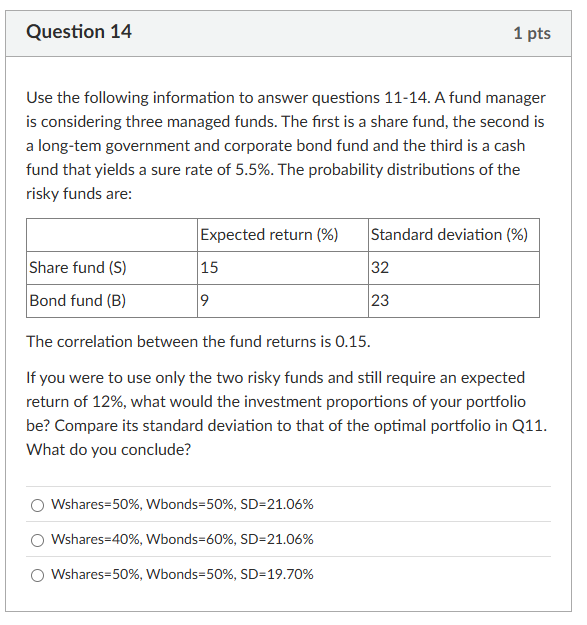 Question 14
1 pts
Use the following information to answer questions 11-14. A fund manager
is considering three managed funds. The first is a share fund, the second is
a long-tem government and corporate bond fund and the third is a cash
fund that yields a sure rate of 5.5%. The probability distributions of the
risky funds are:
Expected return (%) Standard deviation (%)
Share fund (S) 15 32
Bond fund (B) 9 23
The correlation between the fund returns is 0.15.
If you were to use only the two risky funds and still require an expected
return of 12%, what would the investment proportions of your portfolio
be? Compare its standard deviation to that of the optimal portfolio in Q11.
What do you conclude?
Wshares=50%, Wbonds=50%, SD=21.06%
Wshares=40%, Wbonds=60%, SD=21.06%
Wshares=50%, Wbonds=50%, SD=19.70%